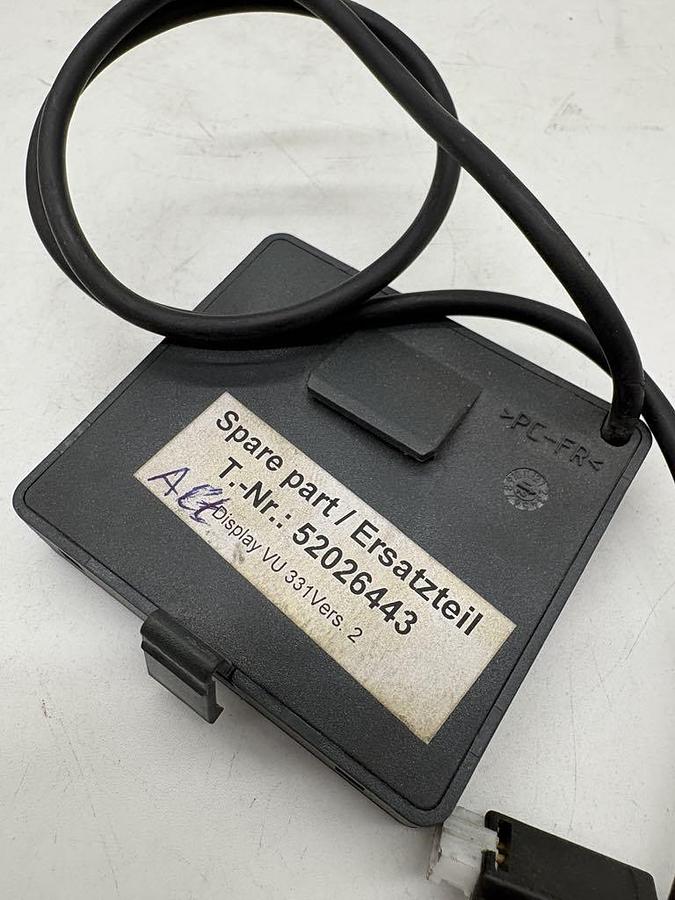 >PC-FR<
Spare part / Ersatzteil
T.-Nr.: 52026443
Alt Display VU 331Vers. 2